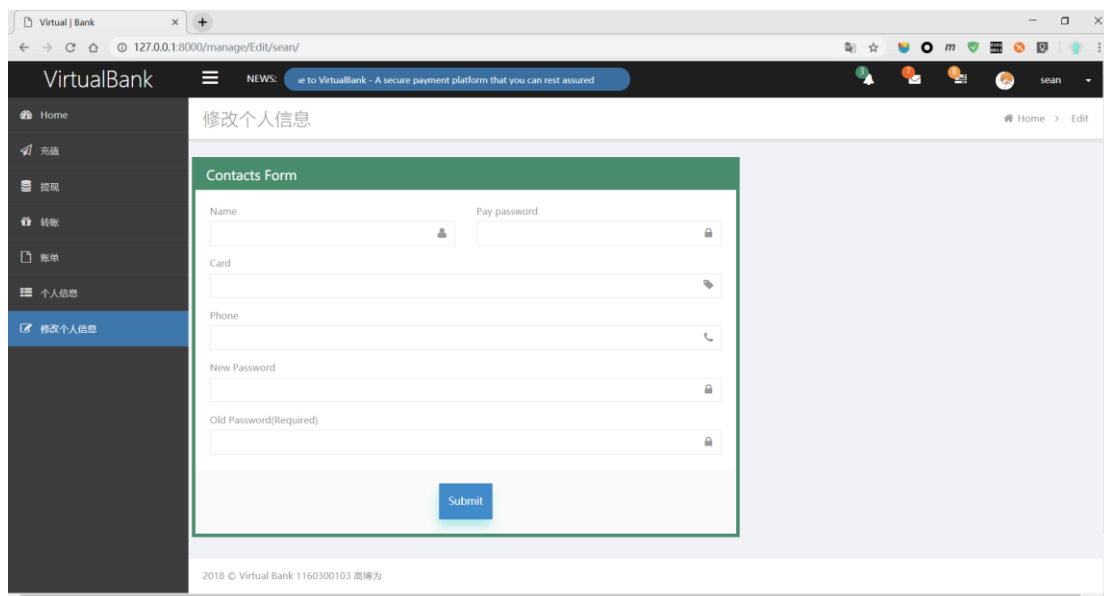 Virtual | Bank
127.0.0.1:8000/manage/Edit/sean/
VirtualBank
NEWS:
ie to VirtualBank - A secure payment platform that you can rest assured
3
7
sean
Home
充值
提现
转账
账单
个人信息
修改个人信息
修改个人信息
Home > Edit
Contacts Form
Name
Pay password
Card
Phone
New Password
Old Password(Required)
Submit
2018 © Virtual Bank 1160300103 高博为